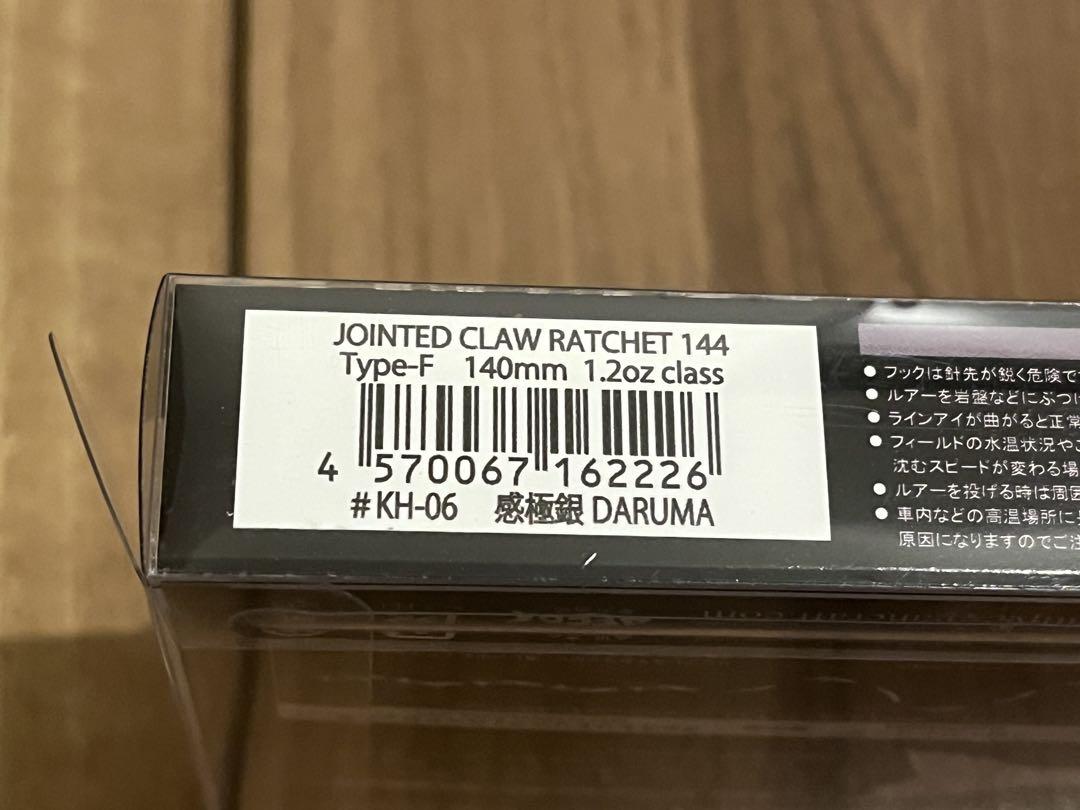 JOINTED CLAW RATCHET 144
Type-F 140mm 1.2oz class
4 570067 162226
#KH-06 感極銀 DARUMA
●フックは針先が鋭く危険で
●ルアーを岩盤などにぶつ
●ラインアイが曲がると正常
●フィールドの水温状況や
沈むスピードが変わる場
●ルアーを投げる時は周囲
●車内などの高温場所に
原因になりますのでご注